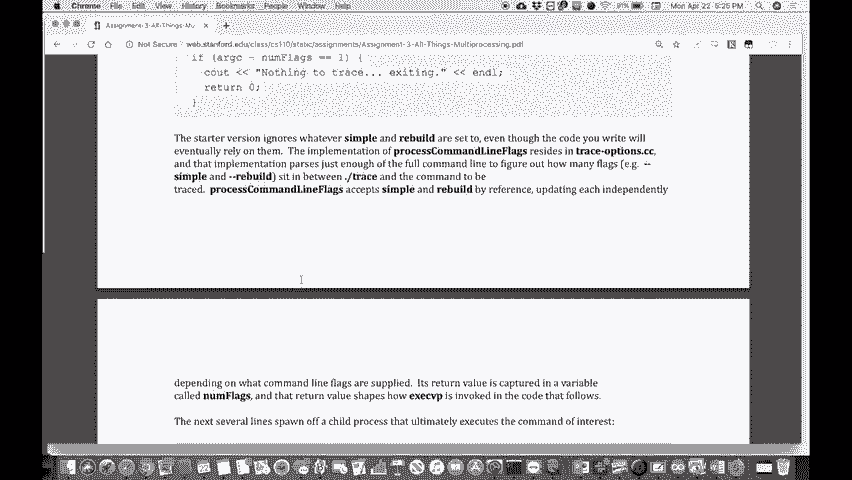 Chrome File Edit View History Bookmarks People Window Help
91% Mon Apr 22 5:25 PM
Assignment-3-All-Things-Mu
Not Secure web.stanford.edu/class/cs110/static/assignments/Assignment-3-All-Things-Multiprocessing.pdf
if (argc - numFlags == 1) {
cout << "Nothing to trace... exiting." << endl;
return 0;
}
The starter version ignores whatever simple and rebuild are set to, even though the code you write will
eventually rely on them. The implementation of processCommandLineFlags resides in trace-options.cc,
and that implementation parses just enough of the full command line to figure out how many flags (e.g. --
simple and --rebuild) sit in between ./trace and the command to be
traced. processCommandLineFlags accepts simple and rebuild by reference, updating each independently
depending on what command line flags are supplied. Its return value is captured in a variable
called numFlags, and that return value shapes how execvp is invoked in the code that follows.
The next several lines spawn off a child process that ultimately executes the command of interest: